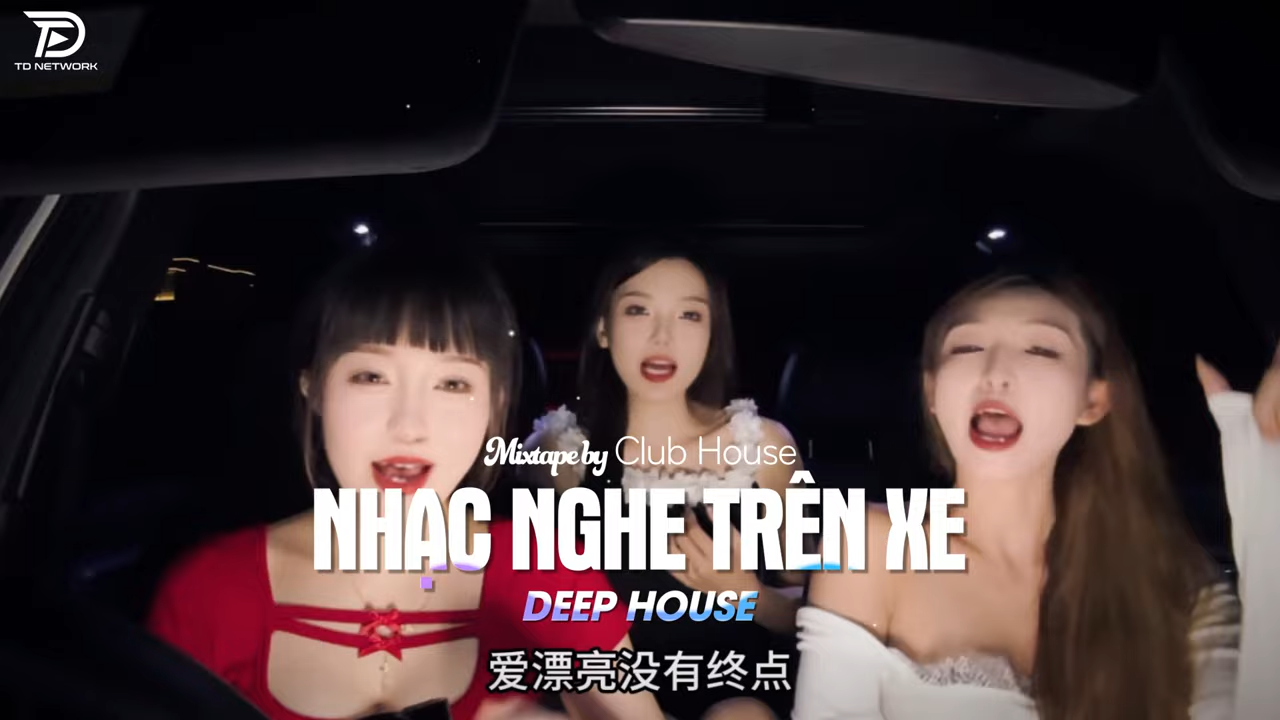 TD NETWORK
Mixtape by Club House
NHẠC NGHE TRÊN XE
DEEP HOUSE
爱漂亮没有终点